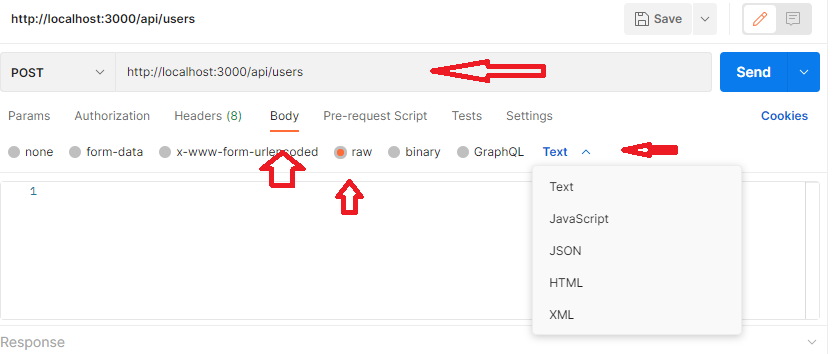 http://localhost:3000/api/users Save
POST http://localhost:3000/api/users Send
Params Authorization Headers (8) Body Pre-request Script Tests Settings Cookies
none form-data x-www-form-urlencoded raw binary GraphQL Text
1
Text
JavaScript
JSON
HTML
XML
Response